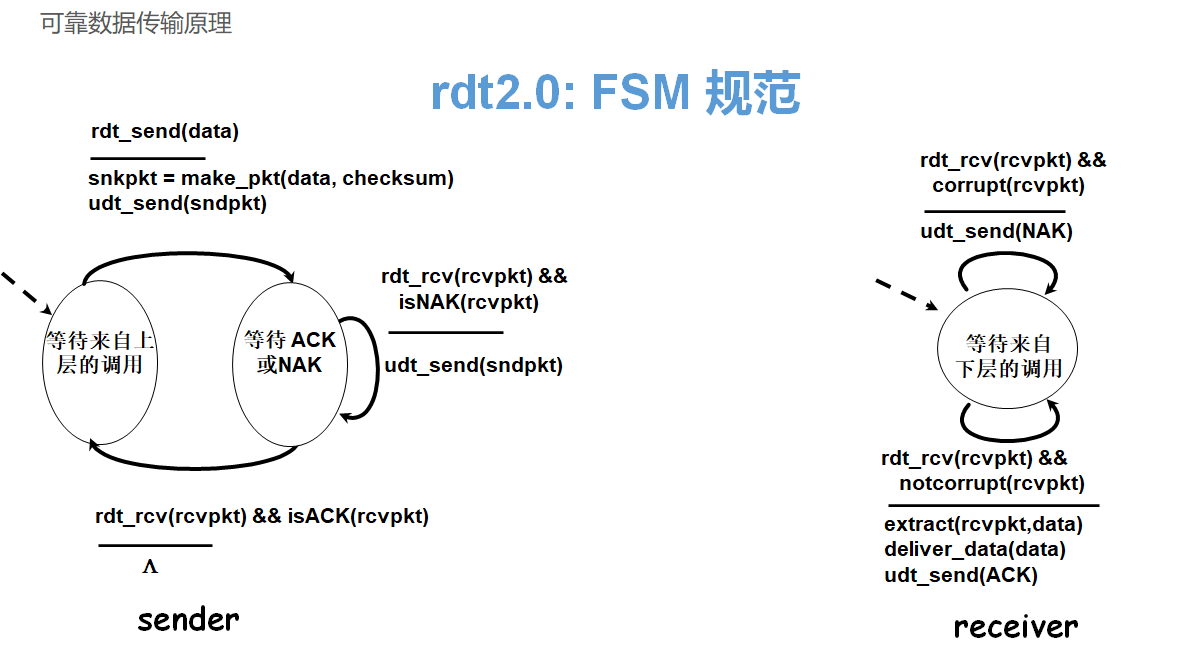 可靠数据传输原理
rdt2.0: FSM 规范
rdt_send(data)
snkpkt = make_pkt(data, checksum)
udt_send(sndpkt)
等待来自上
层的调用
等待 ACK
或NAK
rdt_rcv(rcvpkt) &&
isNAK(rcvpkt)
udt_send(sndpkt)
rdt_rcv(rcvpkt) && isACK(rcvpkt)
Λ
sender
rdt_rcv(rcvpkt) &&
corrupt(rcvpkt)
udt_send(NAK)
等待来自
下层的调用
rdt_rcv(rcvpkt) &&
notcorrupt(rcvpkt)
extract(rcvpkt,data)
deliver_data(data)
udt_send(ACK)
receiver